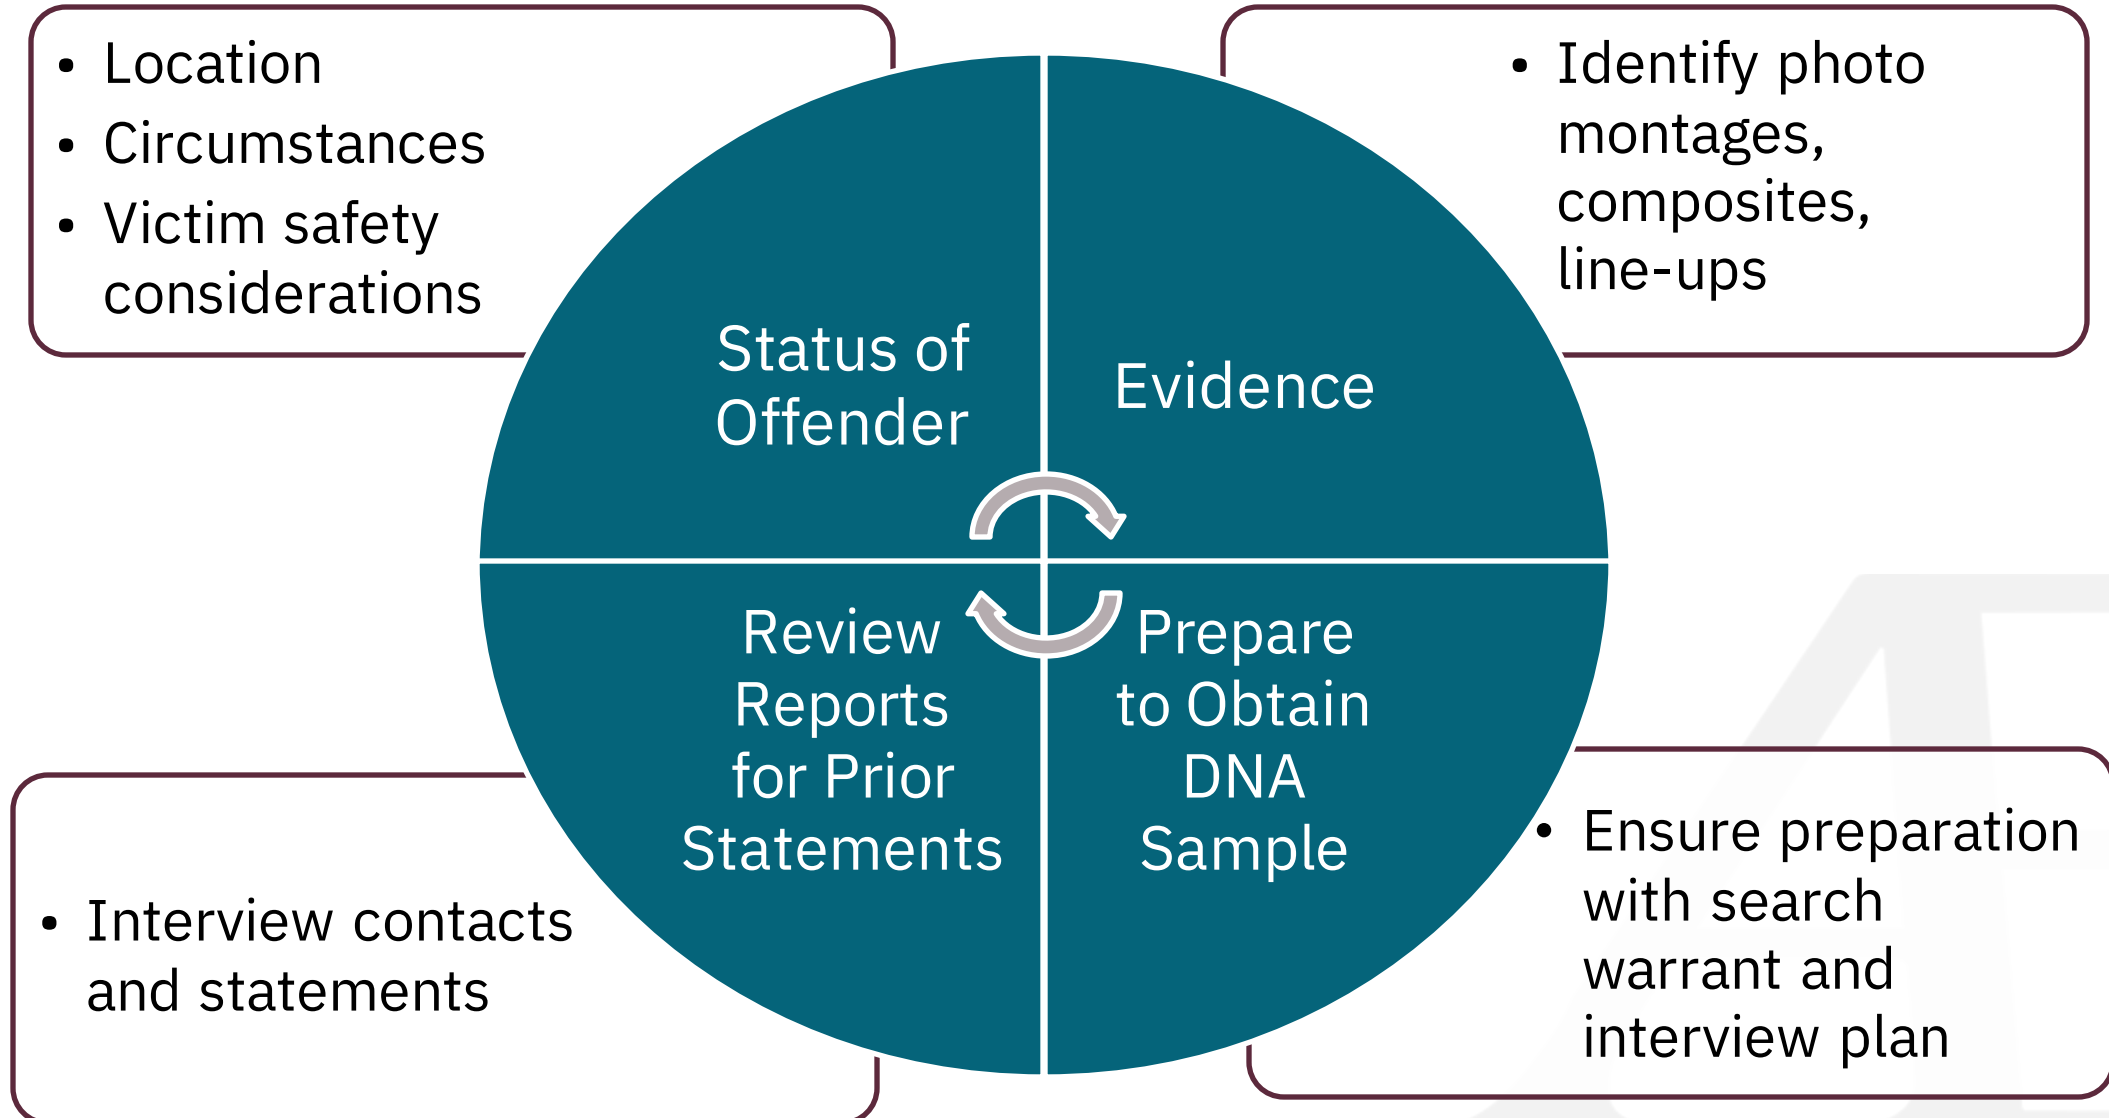 • Location
• Circumstances
• Victim safety
considerations
• Identify photo
montages,
composites,
line-ups
Status of
Offender
Evidence
Review
Reports
for Prior
Statements
Prepare
to Obtain
DNA
Sample
• Interview contacts
and statements
• Ensure preparation
with search
warrant and
interview plan